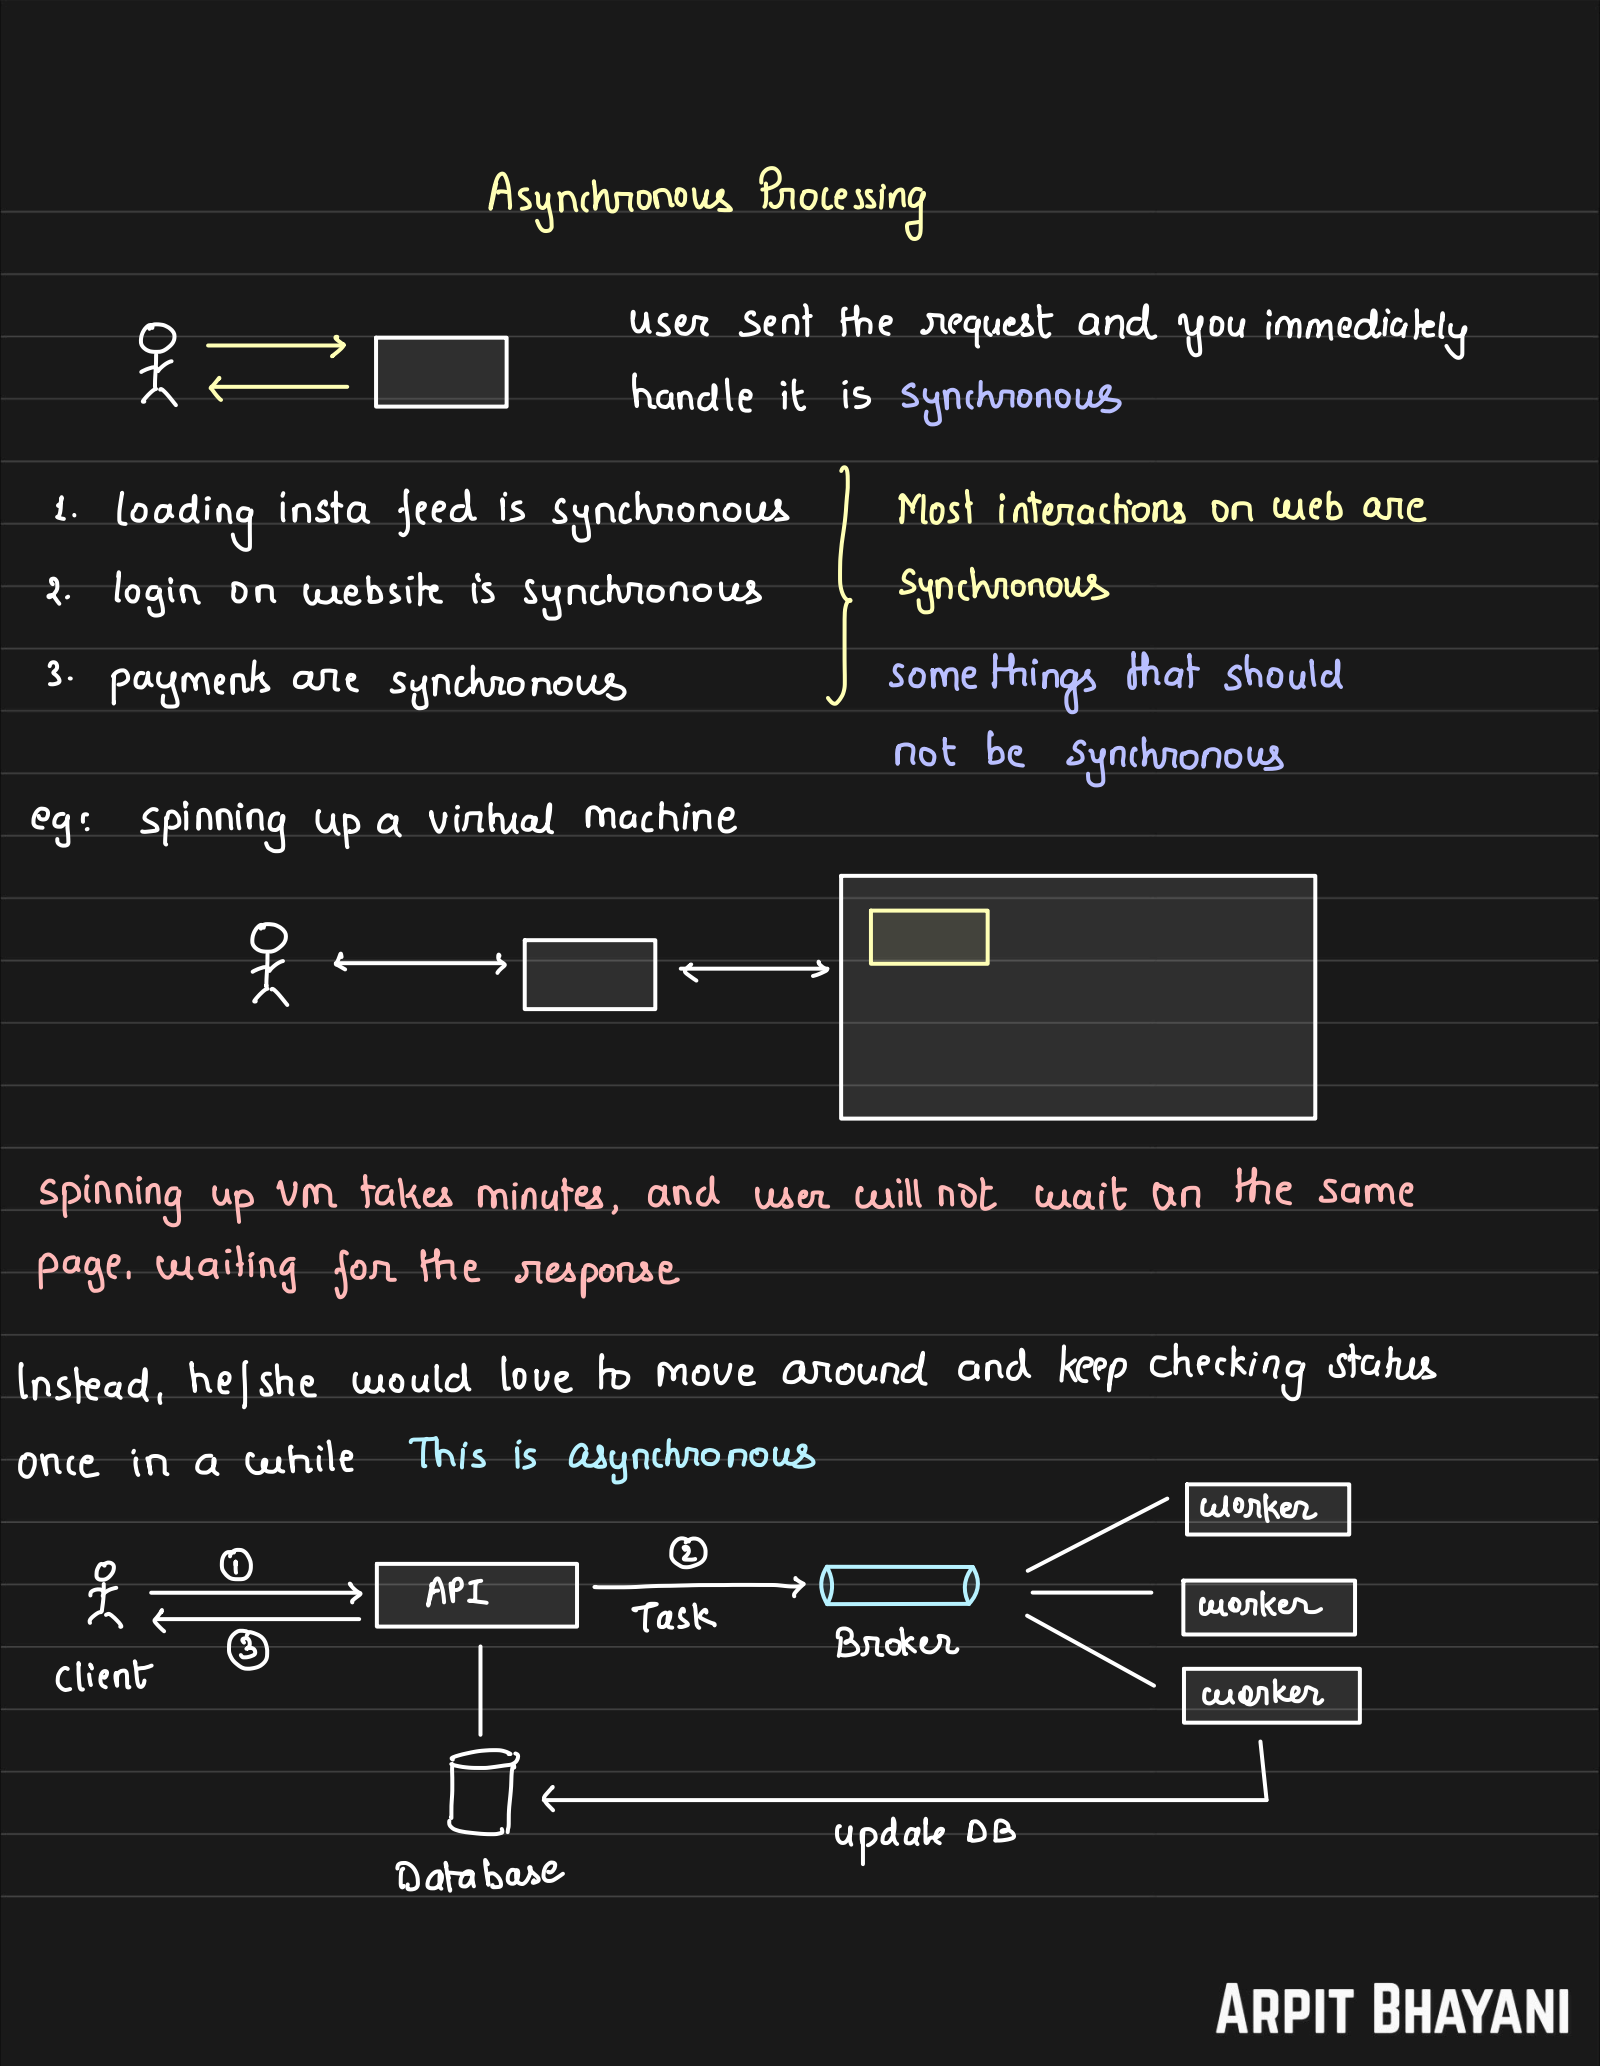 Asynchronous Processing
user sent the request and you immediately
handle it is synchronous
1. loading insta feed is synchronous
2. login on website is synchronous
3. payments are synchronous
Most interactions on web are
synchronous
some things that should
not be synchronous
eg: spinning up a virtual machine
spinning up VM takes minutes, and user will not wait on the same
page. waiting for the response
Instead, he/she would love to move around and keep checking status
once in a while This is asynchronous
1
3
Client
API
2
Task
Broker
worker
worker
worker
update DB
Database
ARPIT BHAYANI